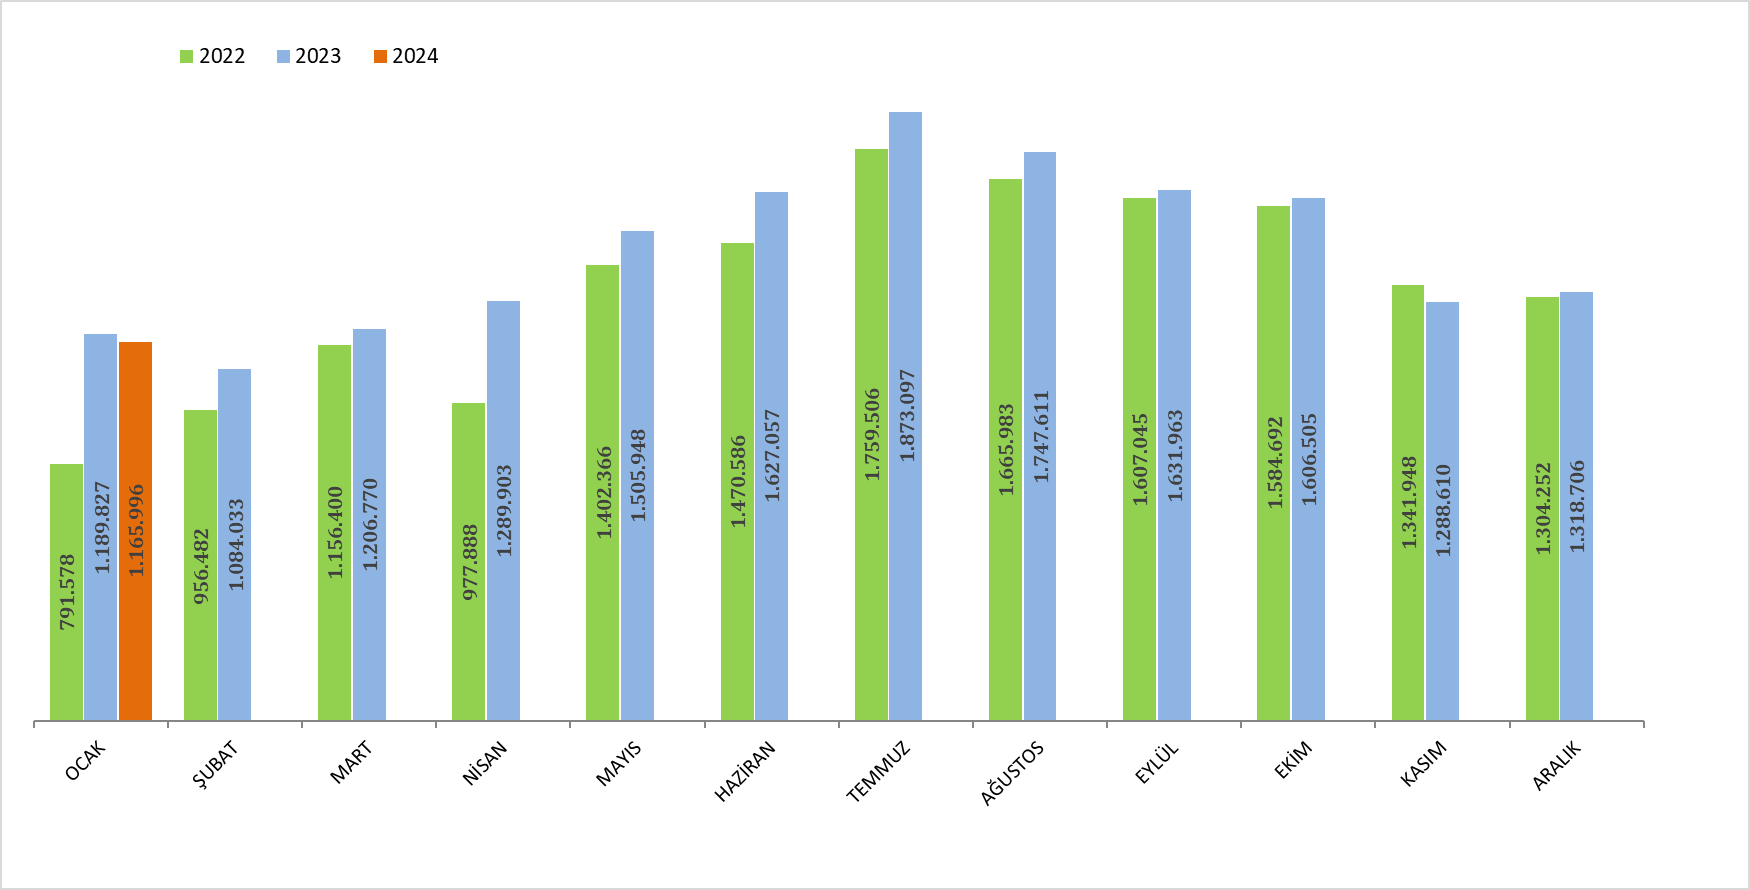 2022 2023 2024
791.578
1.189.827
1.165.996
956.482
1.084.033
1.156.400
1.206.770
977.888
1.289.903
1.402.366
1.505.948
1.470.586
1.627.057
1.759.506
1.873.097
1.665.983
1.747.611
1.607.045
1.631.963
1.584.692
1.606.505
1.341.948
1.288.610
1.304.252
1.318.706
OCAK
ŞUBAT
MART
NİSAN
MAYIS
HAZİRAN
TEMMUZ
AĞUSTOS
EYLÜL
EKİM
KASIM
ARALIK